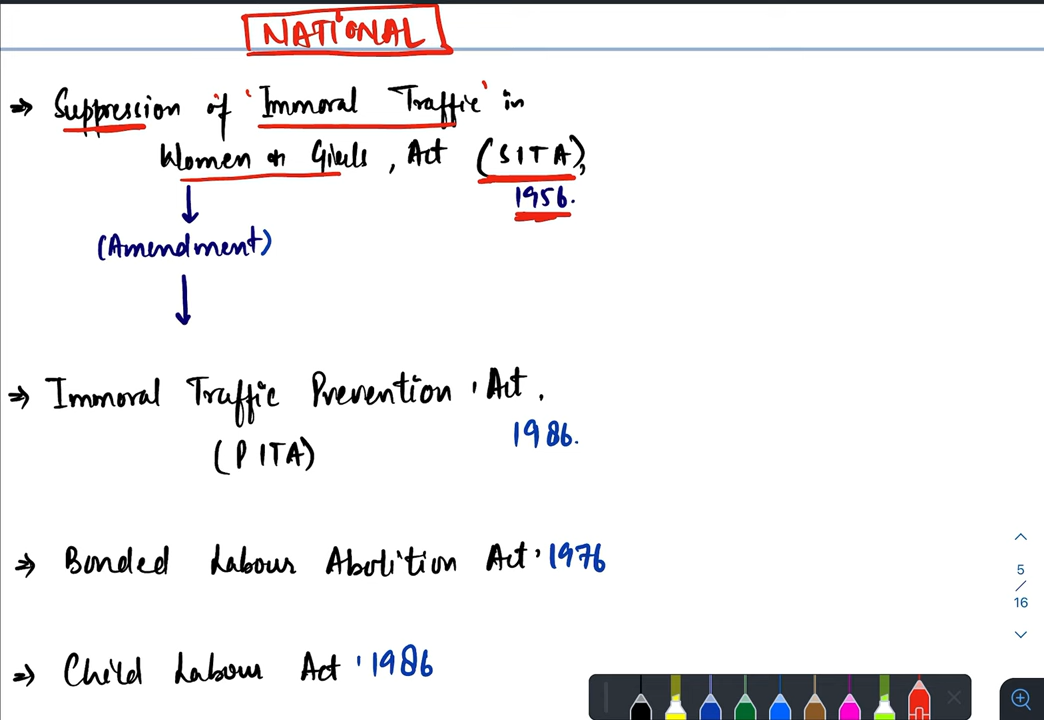 NATIONAL
⇒ Suppression of 'Immoral Traffic' in
Women or Girls, Act (SITA),
1956.
(Amendment)
⇒ Immoral Traffic Prevention, Act.
1986.
(PITA)
⇒ Bonded Labour Abolition Act, 1976
⇒ Child Labour Act, 1986
5
/
16